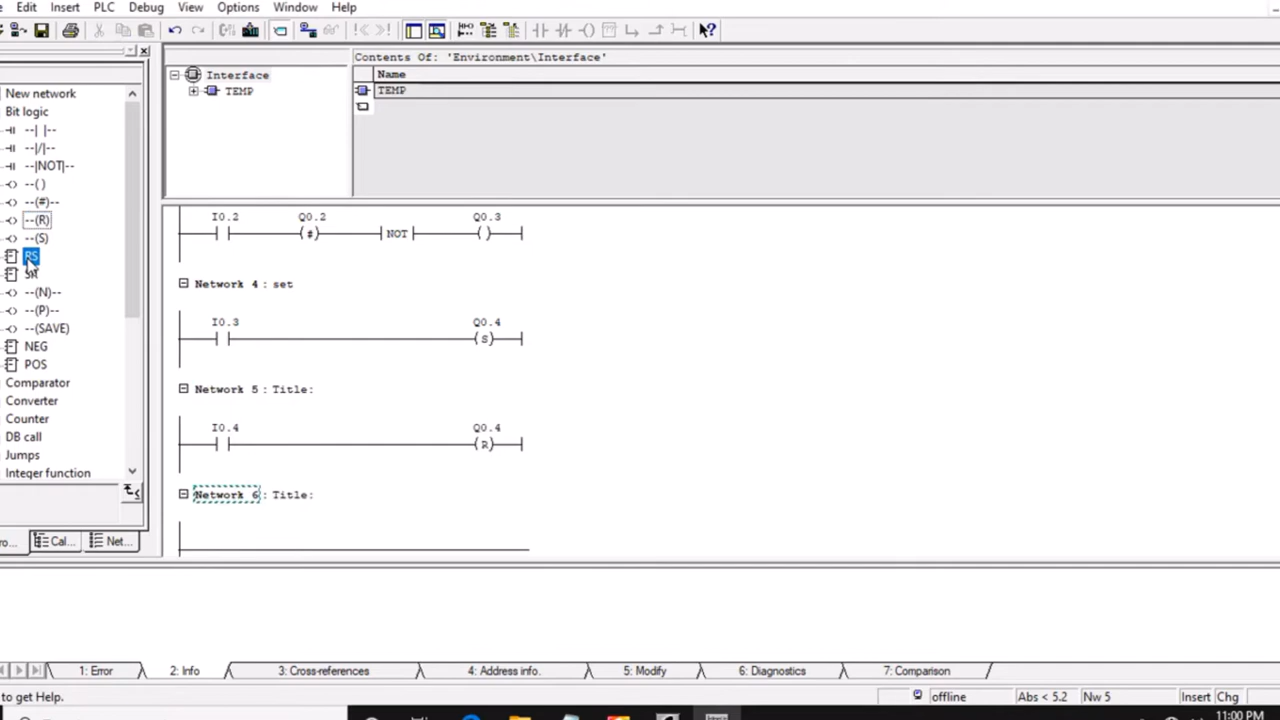 Edit Insert PLC Debug View Options Window Help
New network
Bit logic
--| |--
--|/|--
--|NOT|--
--( )
--(#)--
--(R)
--(S)
RS
SR
--(N)--
--(P)--
--(SAVE)
NEG
POS
Comparator
Converter
Counter
DB call
Jumps
Integer function
Cal... Net...
Interface
TEMP
Contents Of: 'Environment\Interface'
Name
TEMP
I0.2 Q0.2 Q0.3
(#) NOT ( )
Network 4 : set
I0.3 Q0.4
(S)
Network 5 : Title:
I0.4 Q0.4
(R)
Network 6 : Title:
1: Error 2: Info 3: Cross-references 4: Address info. 5: Modify 6: Diagnostics 7: Comparison
to get Help. offline Abs < 5.2 Nw 5 Insert Chg
11:00 PM